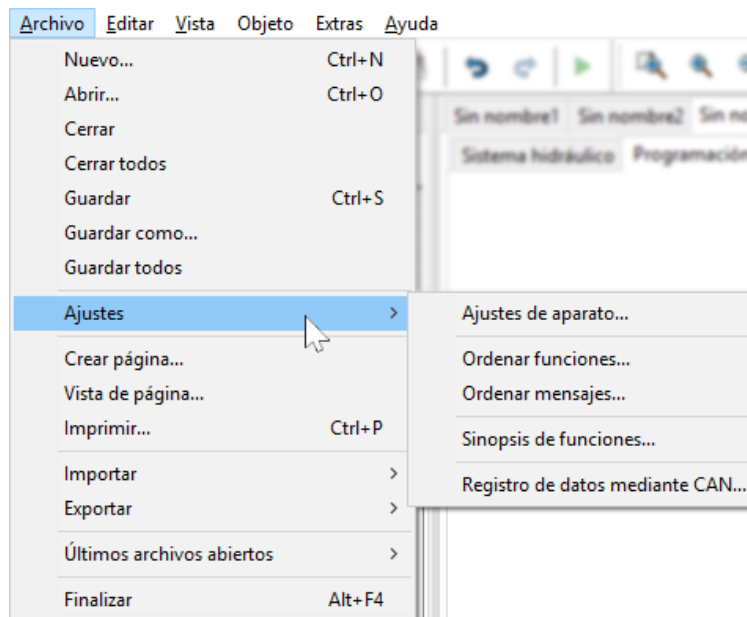 Archivo Editar Vista Objeto Extras Ayuda
Nuevo... Ctrl+N
Abrir... Ctrl+O
Cerrar
Cerrar todos
Guardar Ctrl+S
Guardar como...
Guardar todos
Ajustes >
Crear página...
Vista de página...
Imprimir... Ctrl+P
Importar >
Exportar >
Últimos archivos abiertos >
Finalizar Alt+F4
Ajustes de aparato...
Ordenar funciones...
Ordenar mensajes...
Sinopsis de funciones...
Registro de datos mediante CAN...
Sin nombre1 Sin nombre2 Sin
Sistema hidráulico Programación